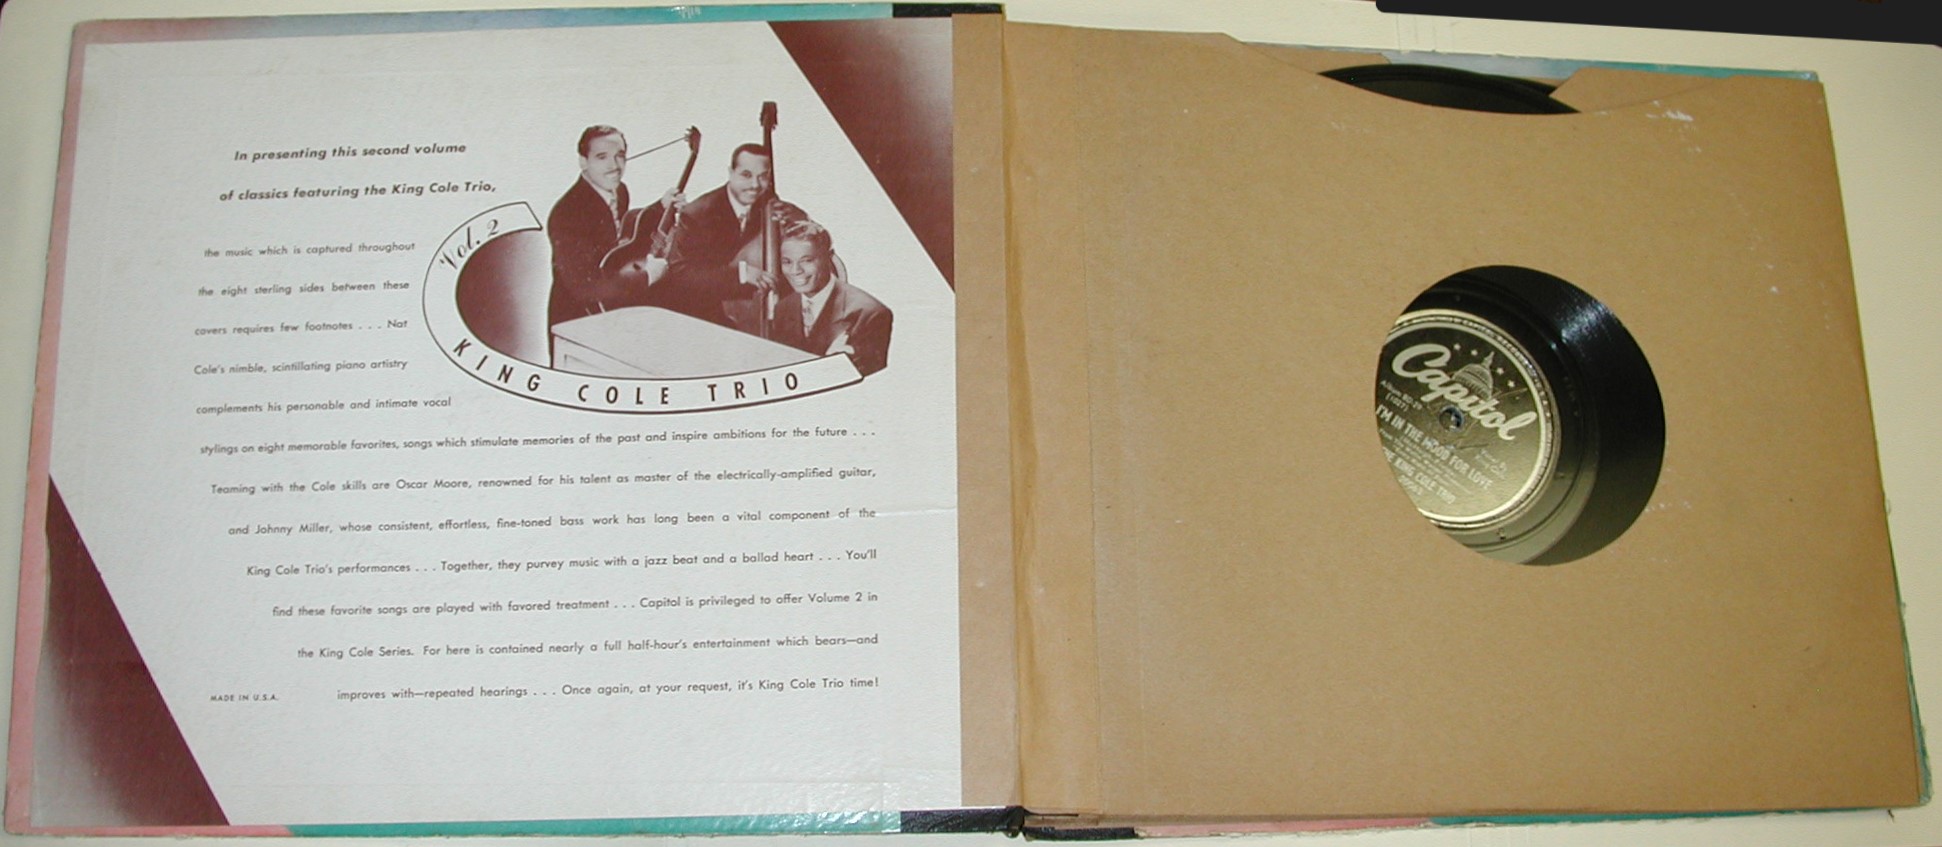 In presenting this second volume
of classics featuring the King Cole Trio,
the music which is captured throughout
the eight sterling sides between these
covers requires few footnotes . . . Nat
Cole's nimble, scintillating piano artistry
complements his personable and intimate vocal
stylings on eight memorable favorites, songs which stimulate memories of the past and inspire ambitions for the future . . .
Teaming with the Cole skills are Oscar Moore, renowned for his talent as master of the electrically-amplified guitar,
and Johnny Miller, whose consistent, effortless, fine-toned bass work has long been a vital component of the
King Cole Trio's performances . . . Together, they purvey music with a jazz beat and a ballad heart . . . You'll
find these favorite songs are played with favored treatment . . . Capitol is privileged to offer Volume 2 in
the King Cole Series. For here is contained nearly a full half-hour's entertainment which bears—and
improves with—repeated hearings . . . Once again, at your request, it's King Cole Trio time!
MADE IN U.S.A.
Vol. 2
KING COLE TRIO
Capitol
Album BD-29
I'M IN THE MOOD FOR LOVE
KING COLE TRIO